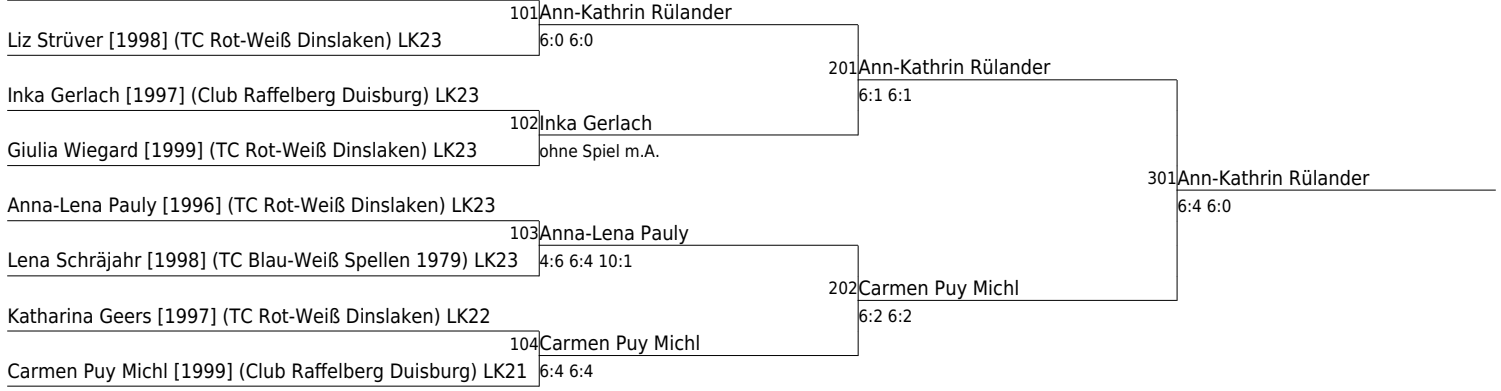 101 Ann-Kathrin Rülander
Liz Strüver [1998] (TC Rot-Weiß Dinslaken) LK23
6:0 6:0
201 Ann-Kathrin Rülander
Inka Gerlach [1997] (Club Raffelberg Duisburg) LK23
6:1 6:1
102 Inka Gerlach
Giulia Wiegard [1999] (TC Rot-Weiß Dinslaken) LK23
ohne Spiel m.A.
301 Ann-Kathrin Rülander
Anna-Lena Pauly [1996] (TC Rot-Weiß Dinslaken) LK23
6:4 6:0
103 Anna-Lena Pauly
Lena Schräjahr [1998] (TC Blau-Weiß Spellen 1979) LK23
4:6 6:4 10:1
202 Carmen Puy Michl
Katharina Geers [1997] (TC Rot-Weiß Dinslaken) LK22
6:2 6:2
104 Carmen Puy Michl
Carmen Puy Michl [1999] (Club Raffelberg Duisburg) LK21
6:4 6:4